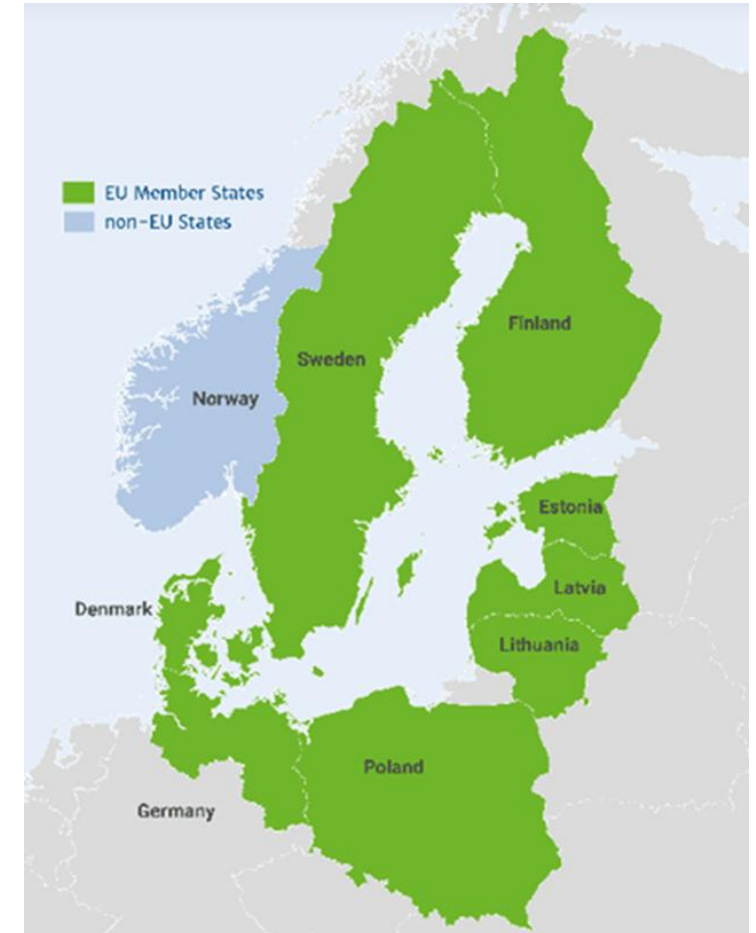 EU Member States
non-EU States
Finland
Sweden
Norway
Estonia
Latvia
Denmark
Lithuania
Poland
Germany